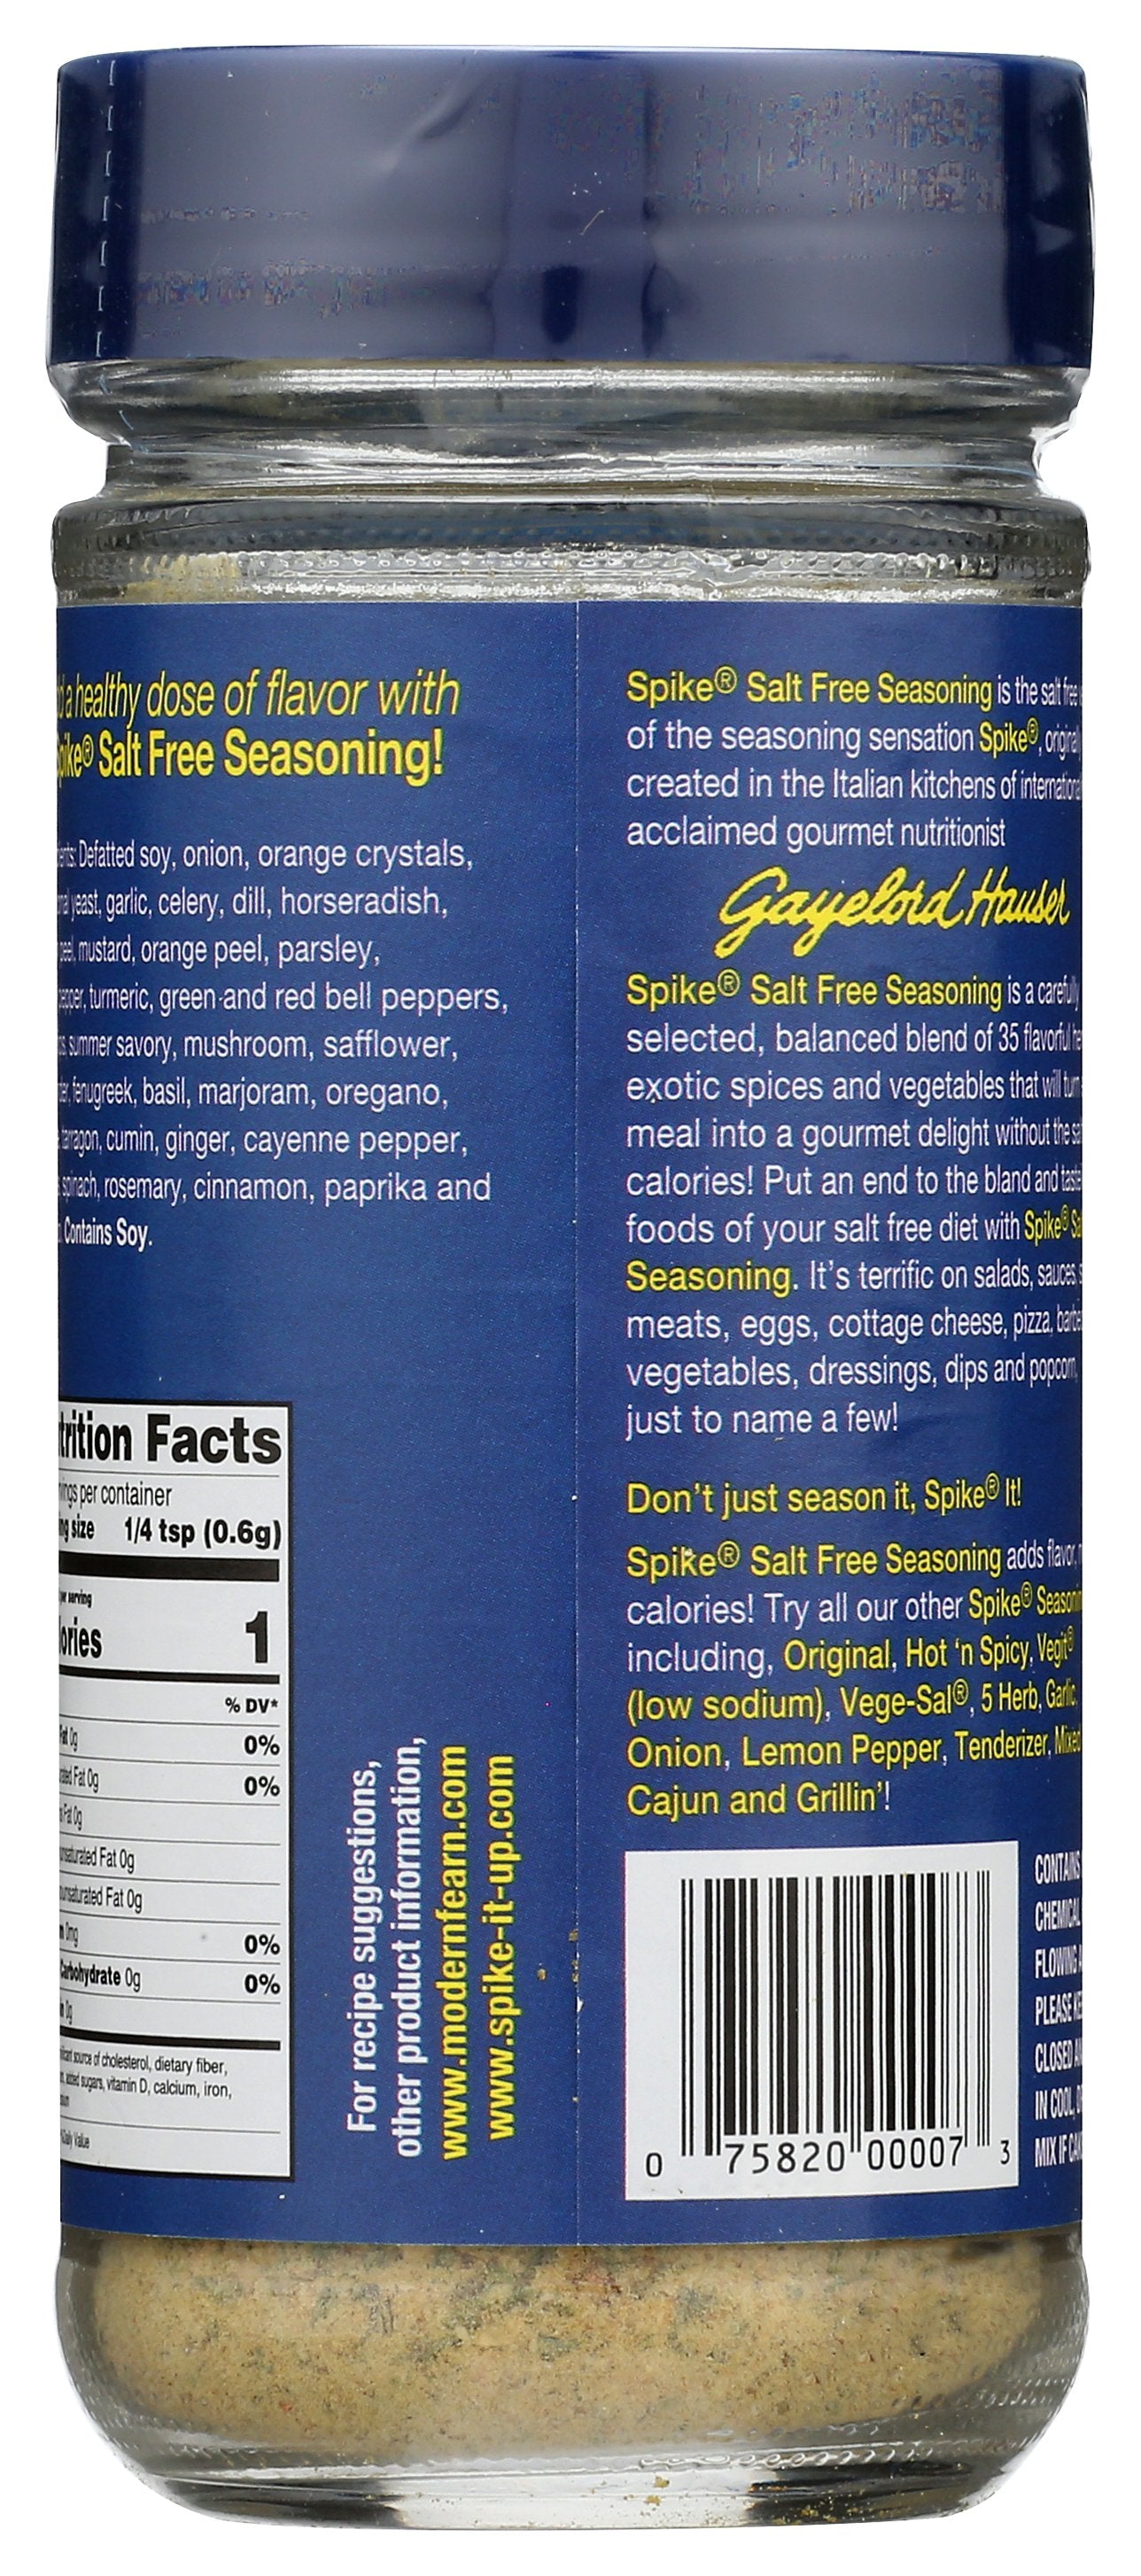 a healthy dose of flavor with
Spike® Salt Free Seasoning!
Defatted soy, onion, orange crystals,
yeast, garlic, celery, dill, horseradish,
peel, mustard, orange peel, parsley,
pepper, turmeric, green and red bell peppers,
summer savory, mushroom, safflower,
fenugreek, basil, marjoram, oregano,
tarragon, cumin, ginger, cayenne pepper,
spinach, rosemary, cinnamon, paprika and
Contains Soy.
Facts
per container
size 1/4 tsp (0.6g)
per serving
1
% DV*
Fat 0g 0%
Fat 0g 0%
Fat 0g
Fat 0g
Fat 0g
0mg 0%
Carbohydrate 0g 0%
0g
source of cholesterol, dietary fiber,
added sugars, vitamin D, calcium, iron,
Daily Value
For recipe suggestions,
other product information,
www.modernfearn.com
www.spike-it-up.com
Spike® Salt Free Seasoning is the salt free
of the seasoning sensation Spike®,
created in the Italian kitchens of
acclaimed gourmet nutritionist
Gayelord Hauser
Spike® Salt Free Seasoning is a carefully
selected, balanced blend of 35 flavorful
exotic spices and vegetables that will turn
meal into a gourmet delight without the
calories! Put an end to the bland and
foods of your salt free diet with Spike®
Seasoning. It's terrific on salads, sauces,
meats, eggs, cottage cheese, pizza,
vegetables, dressings, dips and popcorn,
just to name a few!
Don't just season it, Spike® It!
Spike® Salt Free Seasoning adds flavor,
calories! Try all our other Spike®
including, Original, Hot 'n Spicy, Vegit®
(low sodium), Vege-Sal®, 5 Herb, Garlic,
Onion, Lemon Pepper, Tenderizer, Mixed
Cajun and Grillin'!
0 75820 00007 3
CONTAINS
CHEMICAL
FLOWING
PLEASE
CLOSED
IN COOL,
MIX IF